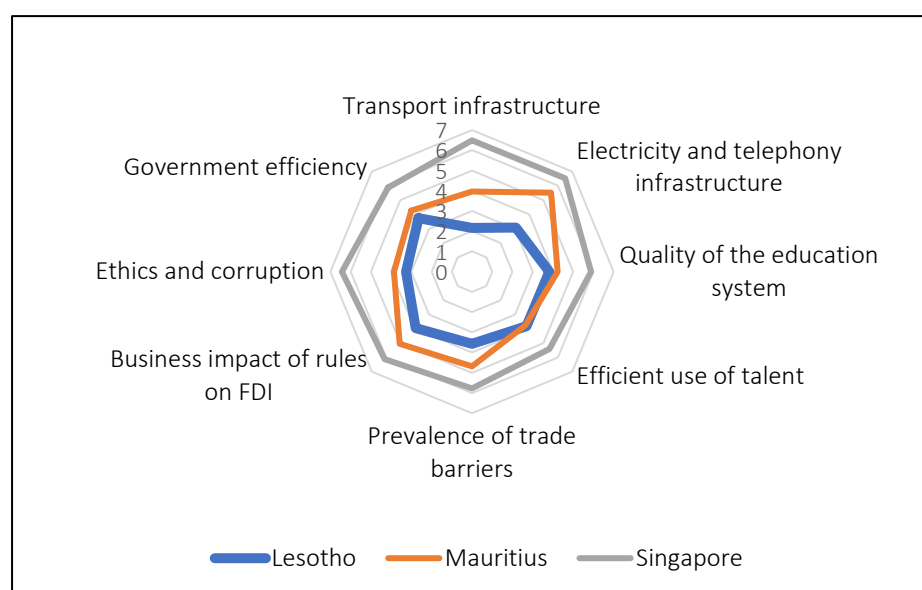 Transport infrastructure
7
6
5
4
3
2
1
0
Government efficiency
Electricity and telephony
infrastructure
Ethics and corruption
Quality of the education
system
Business impact of rules
on FDI
Efficient use of talent
Prevalence of trade
barriers
Lesotho
Mauritius
Singapore